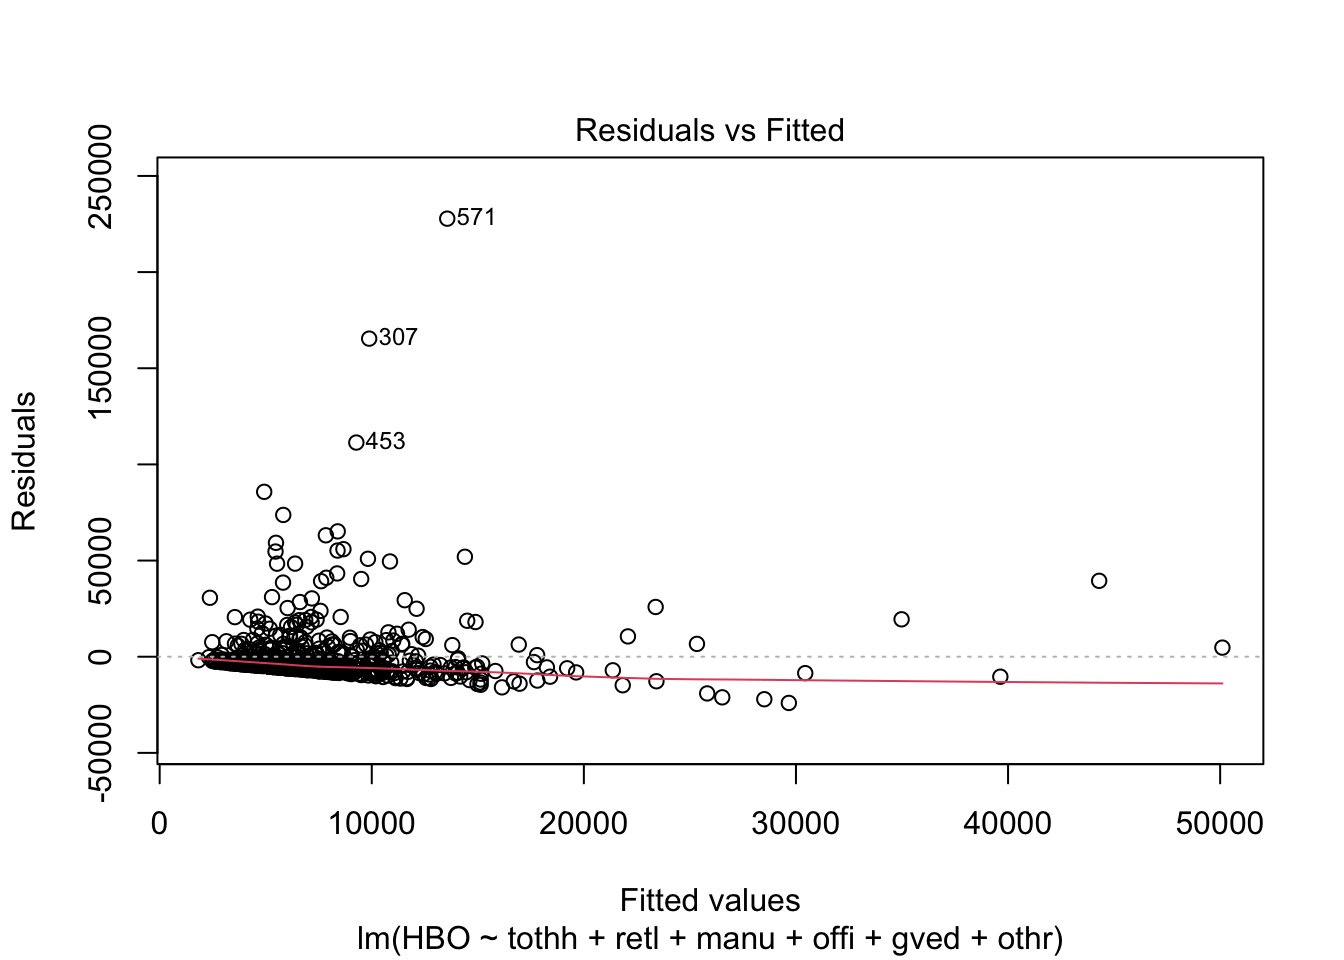 Residuals vs Fitted
Residuals
250000
150000
50000
0
-50000
571
307
453
0 10000 20000 30000 40000 50000
Fitted values
lm(HBO ~ tothh + retl + manu + offi + gved + othr)